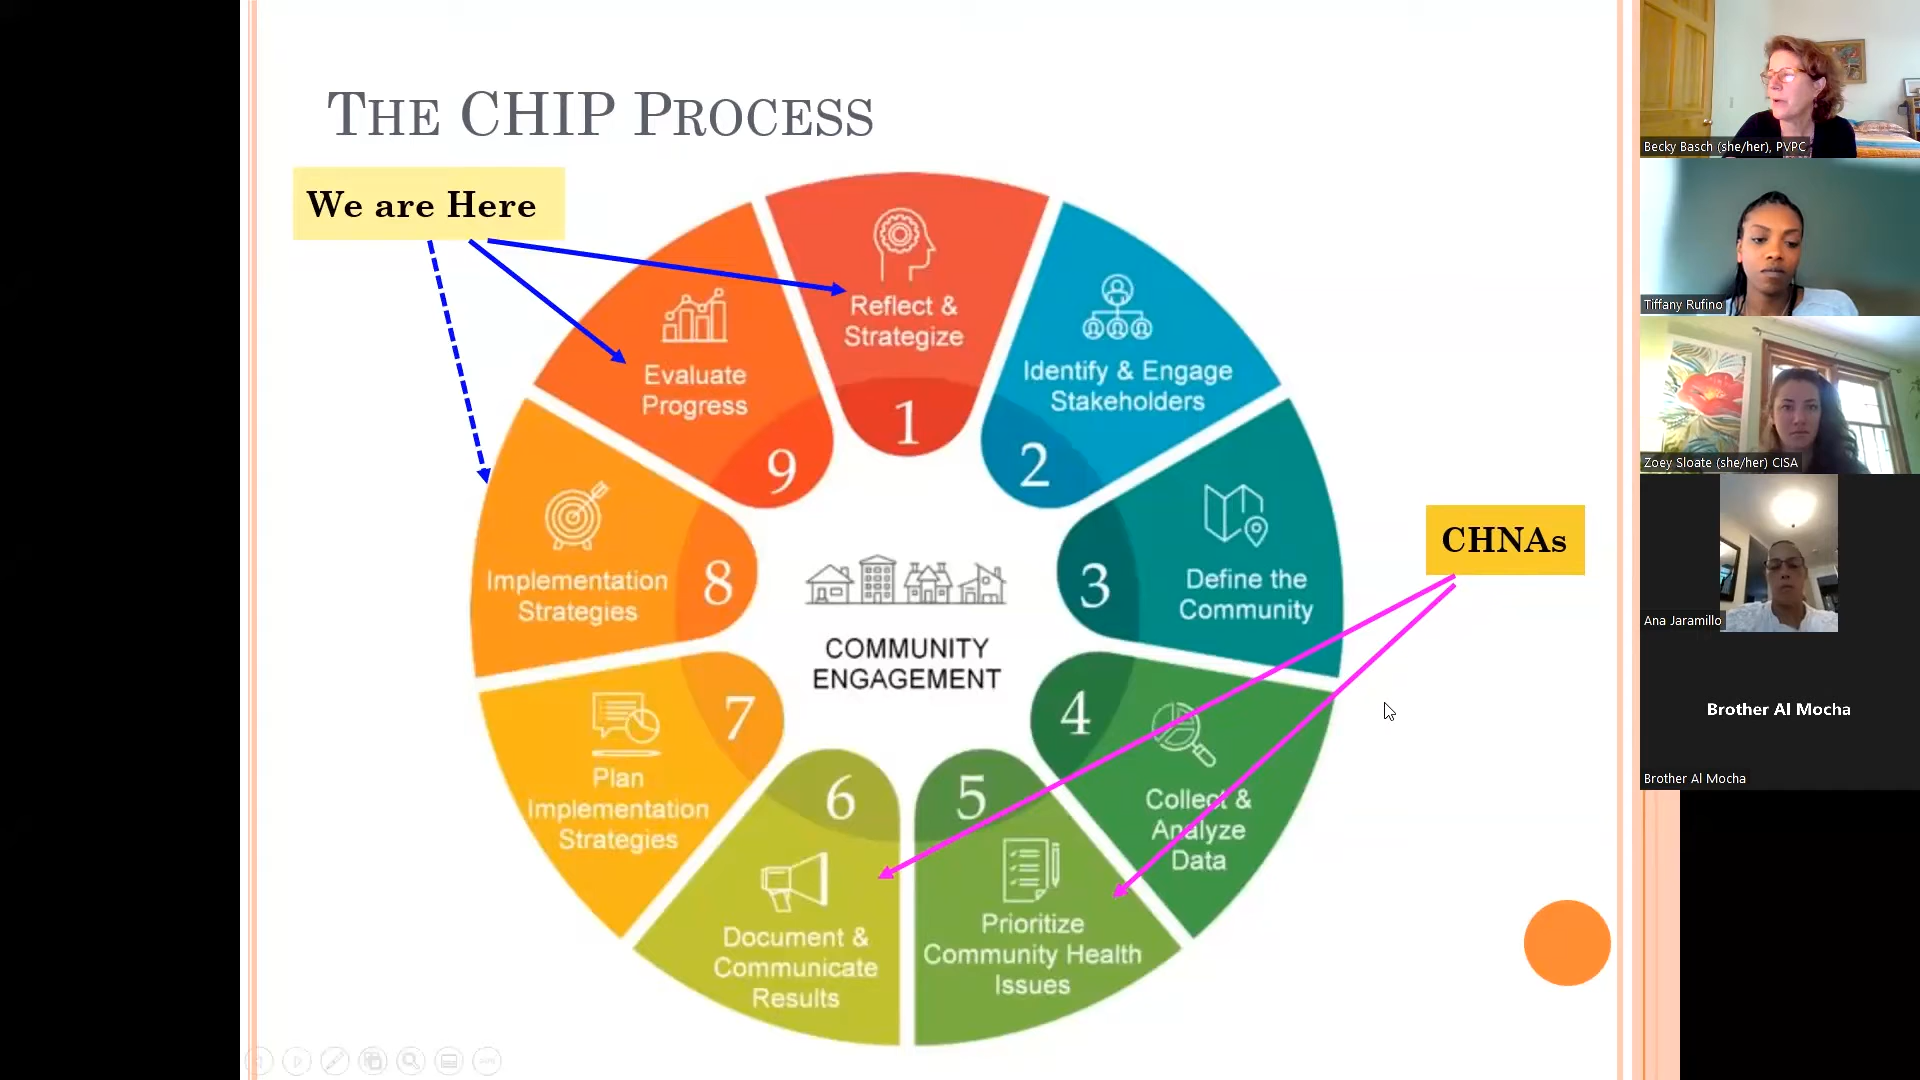 THE CHIP PROCESS
We are Here
Reflect &
Strategize
1
Identify & Engage
Stakeholders
2
Define the
Community
3
Collect &
Analyze
Data
4
Prioritize
Community Health
Issues
5
Document &
Communicate
Results
6
Plan
Implementation
Strategies
7
Implementation
Strategies
8
Evaluate
Progress
9
COMMUNITY
ENGAGEMENT
CHNAs
Becky Basch (she/her), PVPC
Tiffany Rufino
Zoey Sloate (she/her) CISA
Ana Jaramillo
Brother Al Mocha
Brother Al Mocha